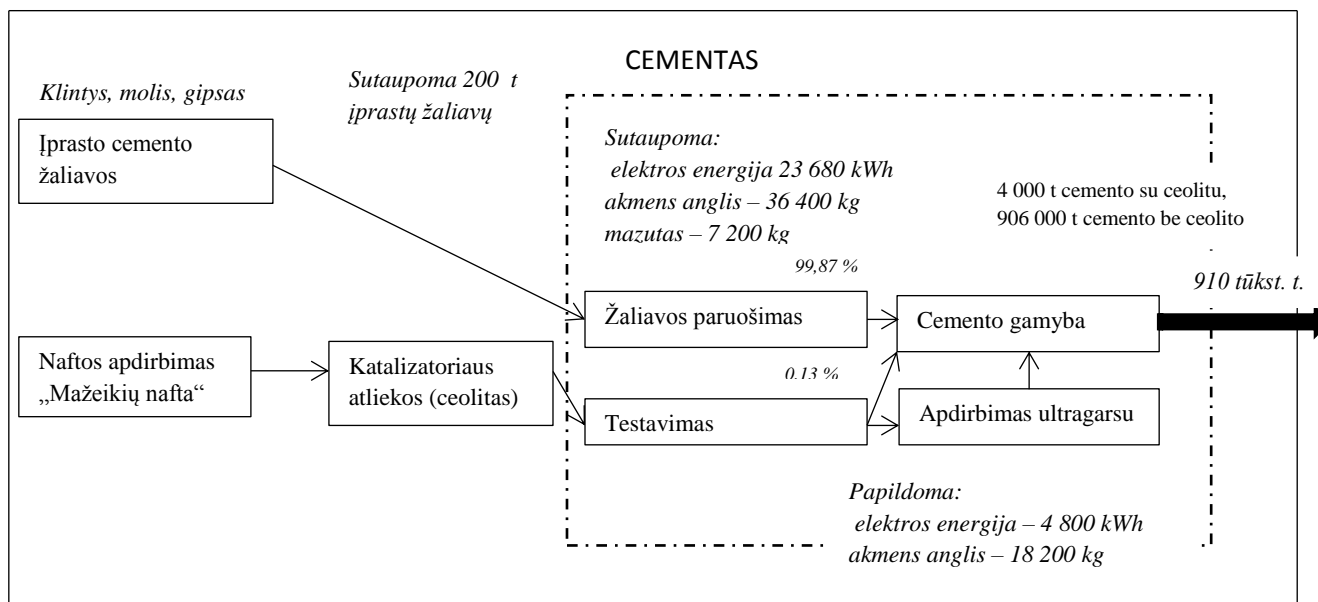 CEMENTAS
Klintys, molis, gipsas
Sutaupoma 200 t
įprastų žaliavų
Įprasto cemento
žaliavos
Sutaupoma:
elektros energija 23 680 kWh
akmens anglis – 36 400 kg
mazutas – 7 200 kg
4 000 t cemento su ceolitu,
906 000 t cemento be ceolito
99,87 %
910 tūkst. t.
Žaliavos paruošimas
Cemento gamyba
Naftos apdirbimas
„Mažeikių nafta“
Katalizatoriaus
atliekos (ceolitas)
0,13 %
Testavimas
Apdirbimas ultragarsu
Papildoma:
elektros energija – 4 800 kWh
akmens anglis – 18 200 kg